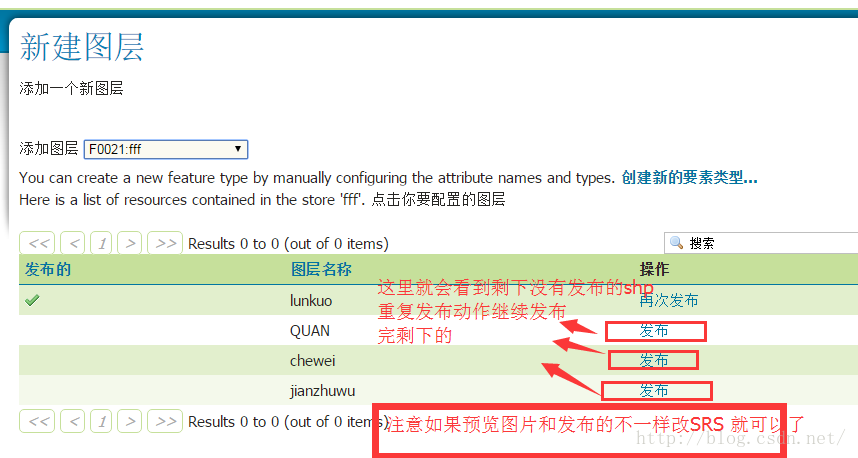 新建图层
添加一个新图层
添加图层 F0021:fff
You can create a new feature type by manually configuring the attribute names and types. 创建新的要素类型...
Here is a list of resources contained in the store 'fff'. 点击你要配置的图层
<< < 1 > >> Results 0 to 0 (out of 0 items) 搜索
发布的 图层名称 操作
这里就会看到剩下没有发布的shp
lunkuo 再次发布
重复发布动作继续发布
QUAN 发布
完剩下的
chewei 发布
jianzhuwu 发布
<< < 1 > >> Results 0 to 0 (out of 0 items)
注意如果预览图片和发布的不一样改SRS 就可以了
http://blog.csdn.net/